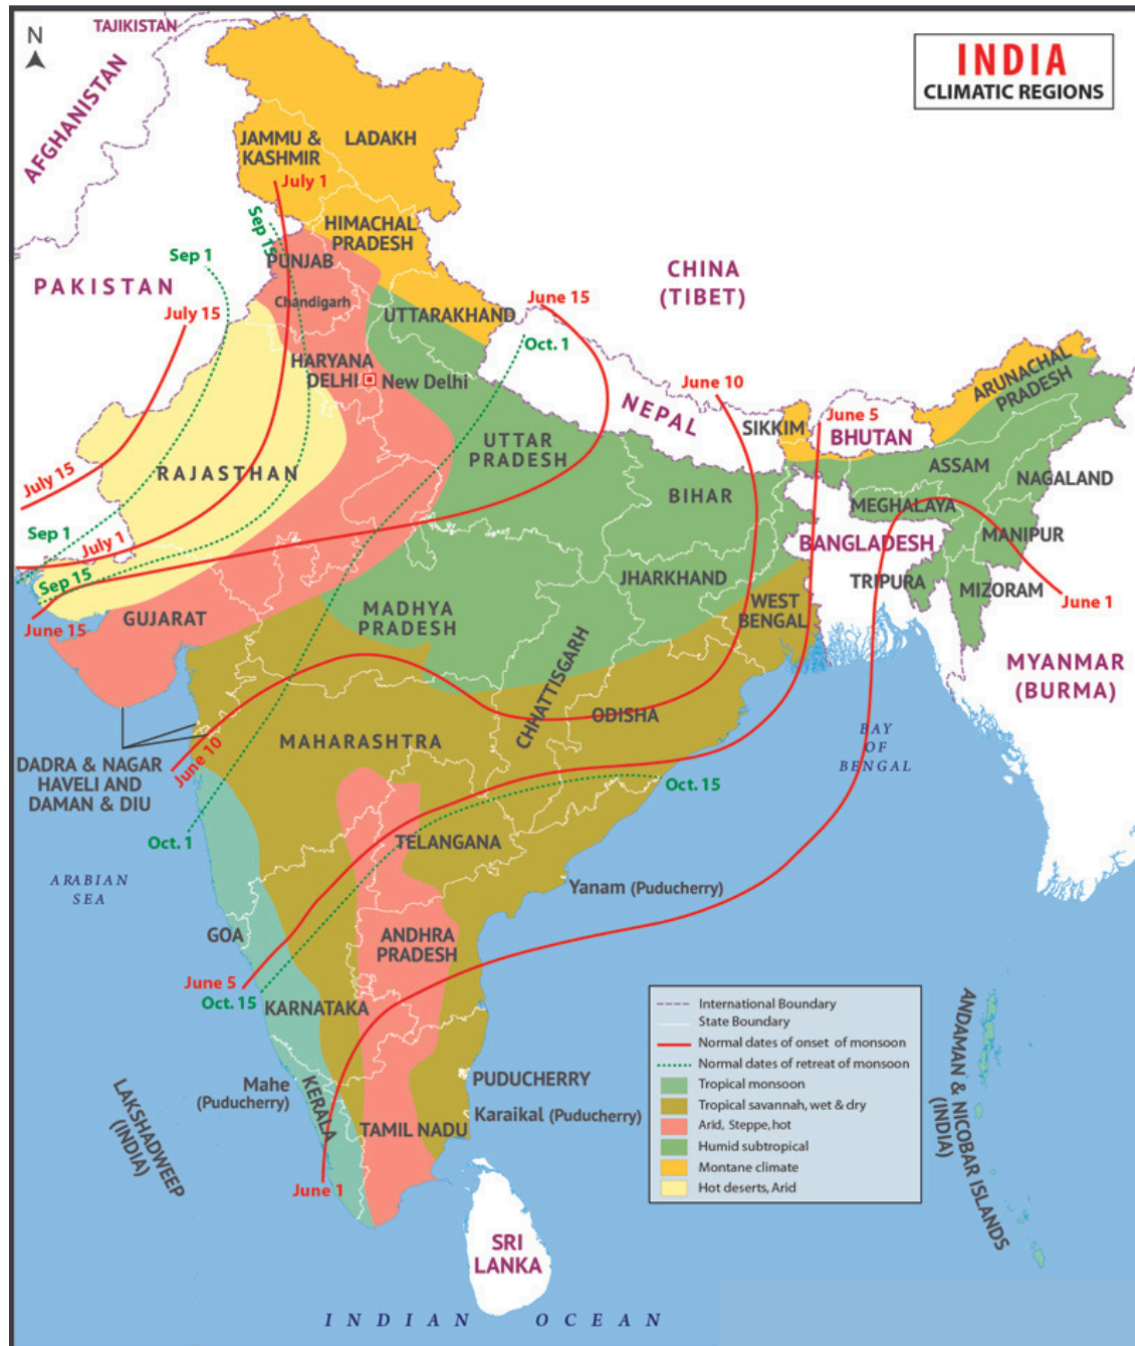 N
TAJIKISTAN
AFGHANISTAN
INDIA
CLIMATIC REGIONS
JAMMU &
KASHMIR
LADAKH
July 1
Sep 15
HIMACHAL
PRADESH
Sep 1
PUNJAB
PAKISTAN
CHINA
(TIBET)
July 15
Chandigarh
UTTARAKHAND
June 15
Oct. 1
HARYANA
DELHI
New Delhi
June 10
NEPAL
SIKKIM
June 5
BHUTAN
ARUNACHAL
PRADESH
UTTAR
PRADESH
RAJASTHAN
July 15
BIHAR
ASSAM
NAGALAND
MEGHALAYA
Sep 1
July 1
BANGLADESH
MANIPUR
Sep 15
JHARKHAND
TRIPURA
MIZORAM
June 1
June 15
GUJARAT
MADHYA
PRADESH
WEST
BENGAL
MYANMAR
(BURMA)
CHHATTISGARH
ODISHA
BAY
OF
BENGAL
MAHARASHTRA
June 10
DADRA & NAGAR
HAVELI AND
DAMAN & DIU
Oct. 15
Oct. 1
TELANGANA
ARABIAN
SEA
Yanam (Puducherry)
GOA
ANDHRA
PRADESH
June 5
Oct. 15
KARNATAKA
International Boundary
State Boundary
Normal dates of onset of monsoon
Normal dates of retreat of monsoon
Tropical monsoon
Tropical savannah, wet & dry
Arid, Steppe, hot
Humid subtropical
Montane climate
Hot deserts, Arid
ANDAMAN & NICOBAR ISLANDS
(INDIA)
LAKSHADWEEP
(INDIA)
Mahe
(Puducherry)
KERALA
PUDUCHERRY
Karaikal (Puducherry)
TAMIL NADU
June 1
SRI
LANKA
INDIAN OCEAN